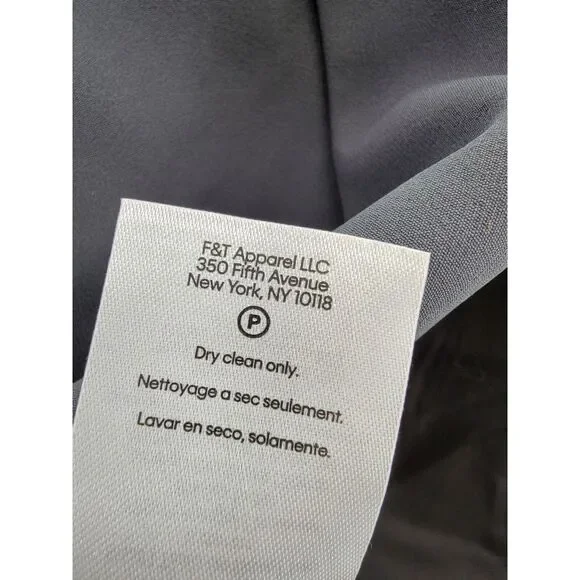 F&T Apparel LLC
350 Fifth Avenue
New York, NY 10118
P
Dry clean only.
Nettoyage a sec seulement.
Lavar en seco, solamente.